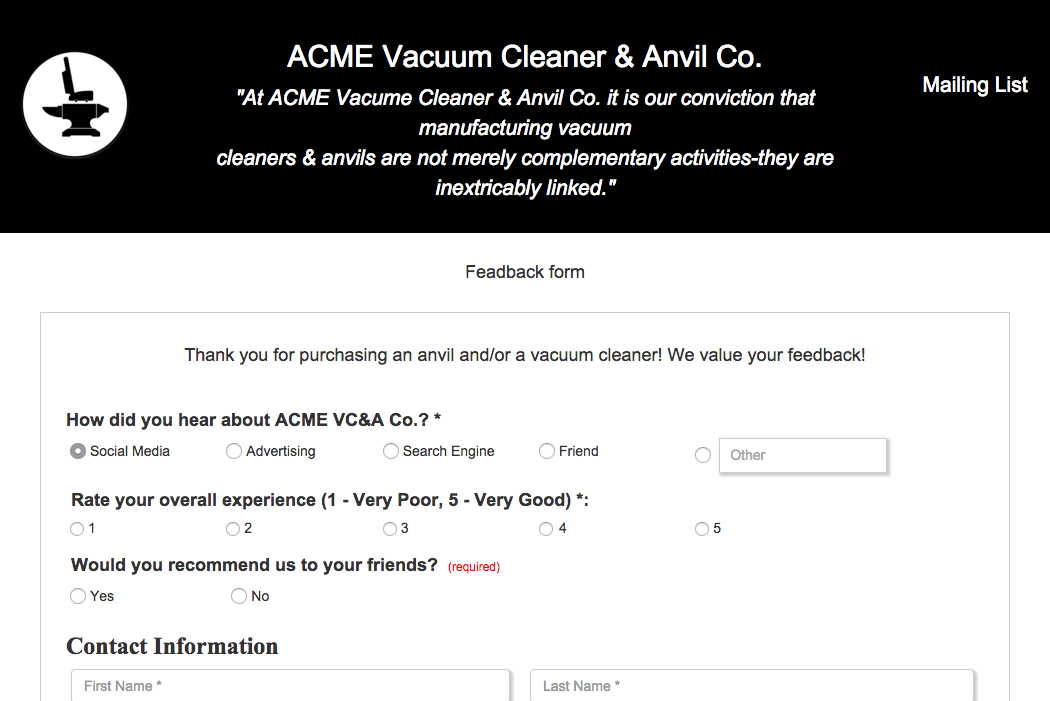 ACME Vacuum Cleaner & Anvil Co.
"At ACME Vacume Cleaner & Anvil Co. it is our conviction that
manufacturing vacuum
cleaners & anvils are not merely complementary activities-they are
inextricably linked."
Mailing List
Feadback form
Thank you for purchasing an anvil and/or a vacuum cleaner! We value your feedback!
How did you hear about ACME VC&A Co.? *
Social Media Advertising Search Engine Friend Other
Rate your overall experience (1 - Very Poor, 5 - Very Good) *:
1 2 3 4 5
Would you recommend us to your friends? (required)
Yes No
Contact Information
First Name * Last Name *